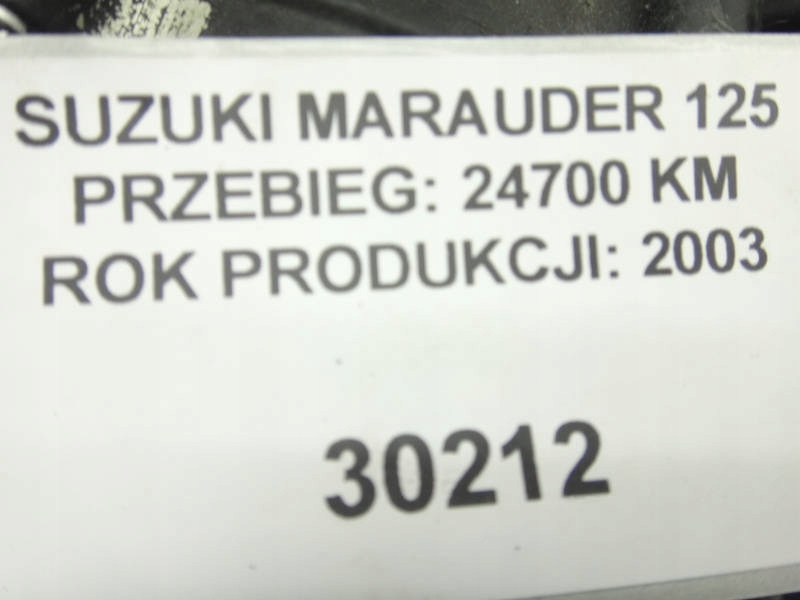 SUZUKI MARAUDER 125
PRZEBIEG: 24700 KM
ROK PRODUKCJI: 2003
30212